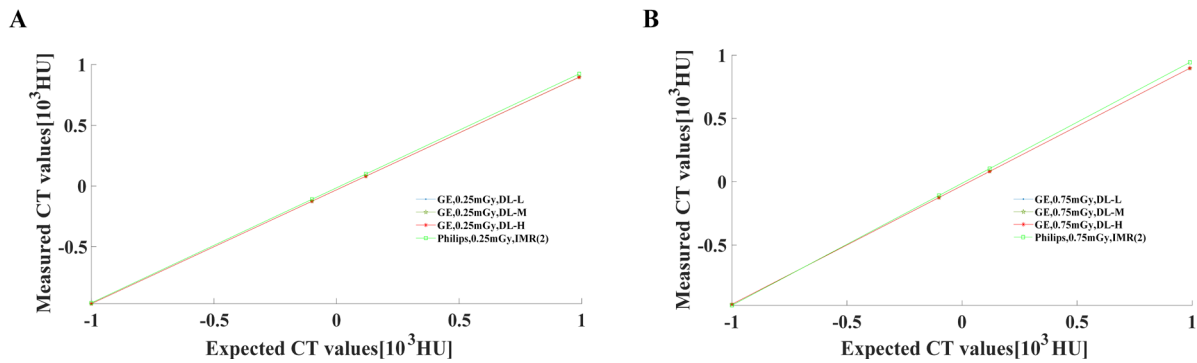 A
Measured CT values[10³HU]
1
0.5
0
-0.5
-1
-0.5
0
0.5
1
Expected CT values[10³HU]
GE,0.25mGy,DL-L
GE,0.25mGy,DL-M
GE,0.25mGy,DL-H
Philips,0.25mGy,IMR(2)
B
Measured CT values[10³HU]
1
0.5
0
-0.5
-1
-0.5
0
0.5
1
Expected CT values[10³HU]
GE,0.75mGy,DL-L
GE,0.75mGy,DL-M
GE,0.75mGy,DL-H
Philips,0.75mGy,IMR(2)